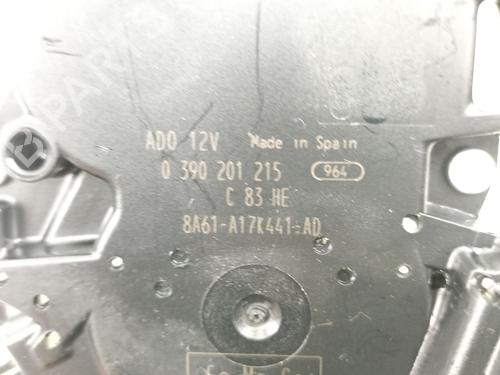 ADO 12V Made in Spain
0 390 201 215 964
C 83 HE
8A61-A17K441-AD